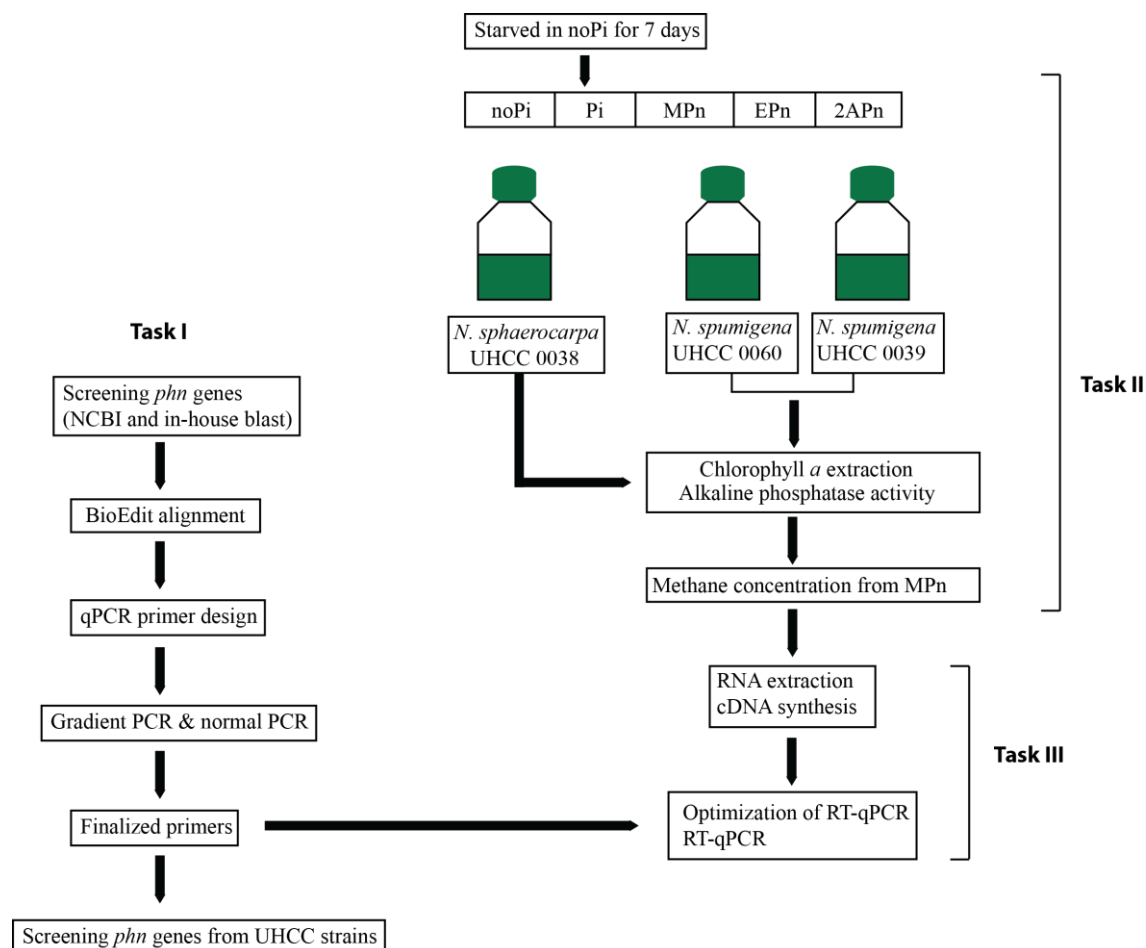 Starved in noPi for 7 days
noPi Pi MPn EPn 2APn
N. sphaerocarpa
UHCC 0038
N. spumigena
UHCC 0060
N. spumigena
UHCC 0039
Task I
Screening phn genes
(NCBI and in-house blast)
BioEdit alignment
qPCR primer design
Gradient PCR & normal PCR
Finalized primers
Screening phn genes from UHCC strains
Chlorophyll a extraction
Alkaline phosphatase activity
Methane concentration from MPn
Task II
RNA extraction
cDNA synthesis
Optimization of RT-qPCR
RT-qPCR
Task III